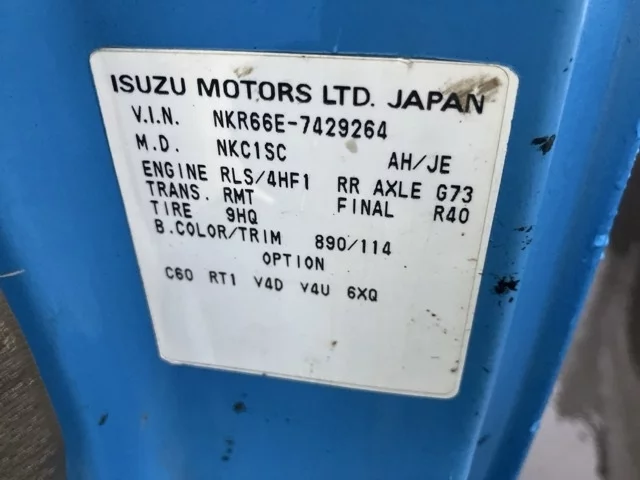 ISUZU MOTORS LTD. JAPAN
V.I.N. NKR66E-7429264
M.D. NKC1SC AH/JE
ENGINE RLS/4HF1 RR AXLE G73
TRANS. RMT FINAL R40
TIRE 9HQ
B.COLOR/TRIM 890/114
OPTION
C60 RT1 V4D V4U 6XQ